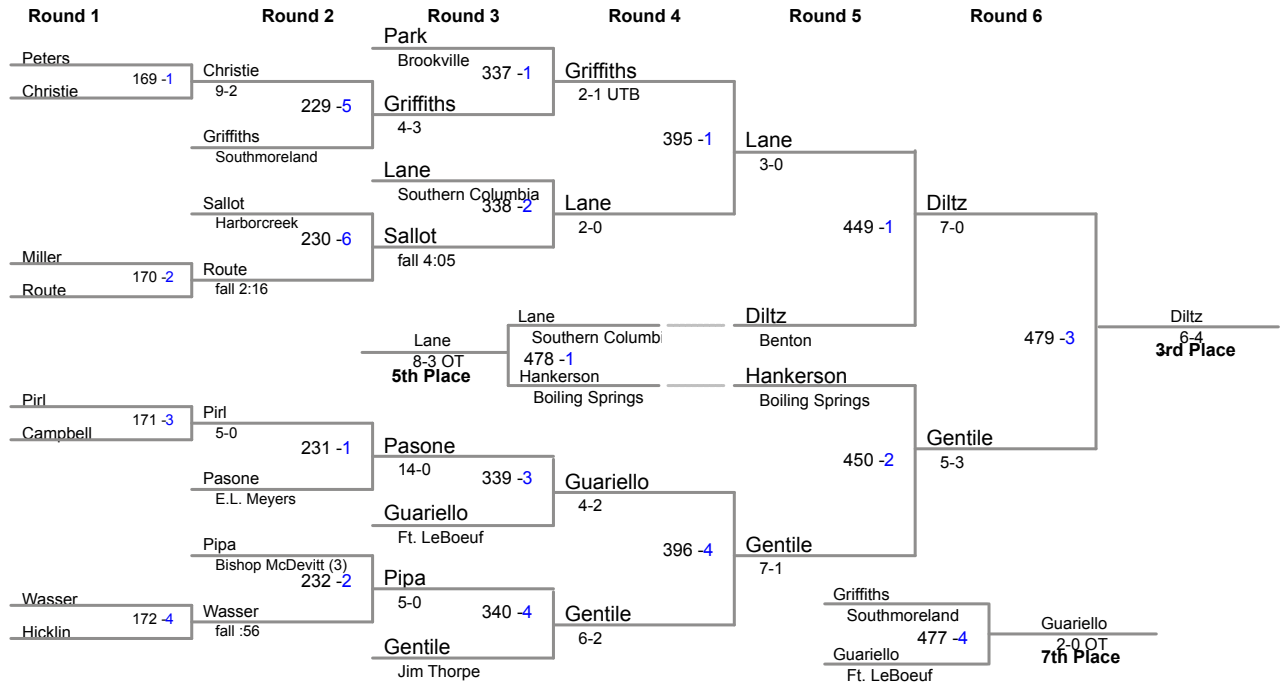 Round 1 Round 2 Round 3 Round 4 Round 5 Round 6
Peters
169 -1
Christie
Christie
9-2
229 -5
Griffiths
Southmoreland
Park
Brookville
337 -1
Griffiths
4-3
Griffiths
2-1 UTB
395 -1
Lane
Southern Columbia
338 -2
Sallot
Harborcreek
230 -6
Sallot
fall 4:05
Lane
2-0
Miller
170 -2
Route
Route
fall 2:16
Lane
3-0
449 -1
Diltz
Benton
Diltz
7-0
479 -3
Diltz
6-4
3rd Place
Lane
8-3 OT
5th Place
Lane
Southern Columbi
478 -1
Hankerson
Boiling Springs
Hankerson
Boiling Springs
450 -2
Gentile
5-3
Pirl
171 -3
Campbell
Pirl
5-0
231 -1
Pasone
E.L. Meyers
Pasone
14-0
339 -3
Guariello
Ft. LeBoeuf
Guariello
4-2
396 -4
Gentile
7-1
Pipa
Bishop McDevitt (3)
232 -2
Wasser
172 -4
Hicklin
Wasser
fall :56
Pipa
5-0
340 -4
Gentile
Jim Thorpe
Gentile
6-2
Griffiths
Southmoreland
477 -4
Guariello
Ft. LeBoeuf
Guariello
2-0 OT
7th Place